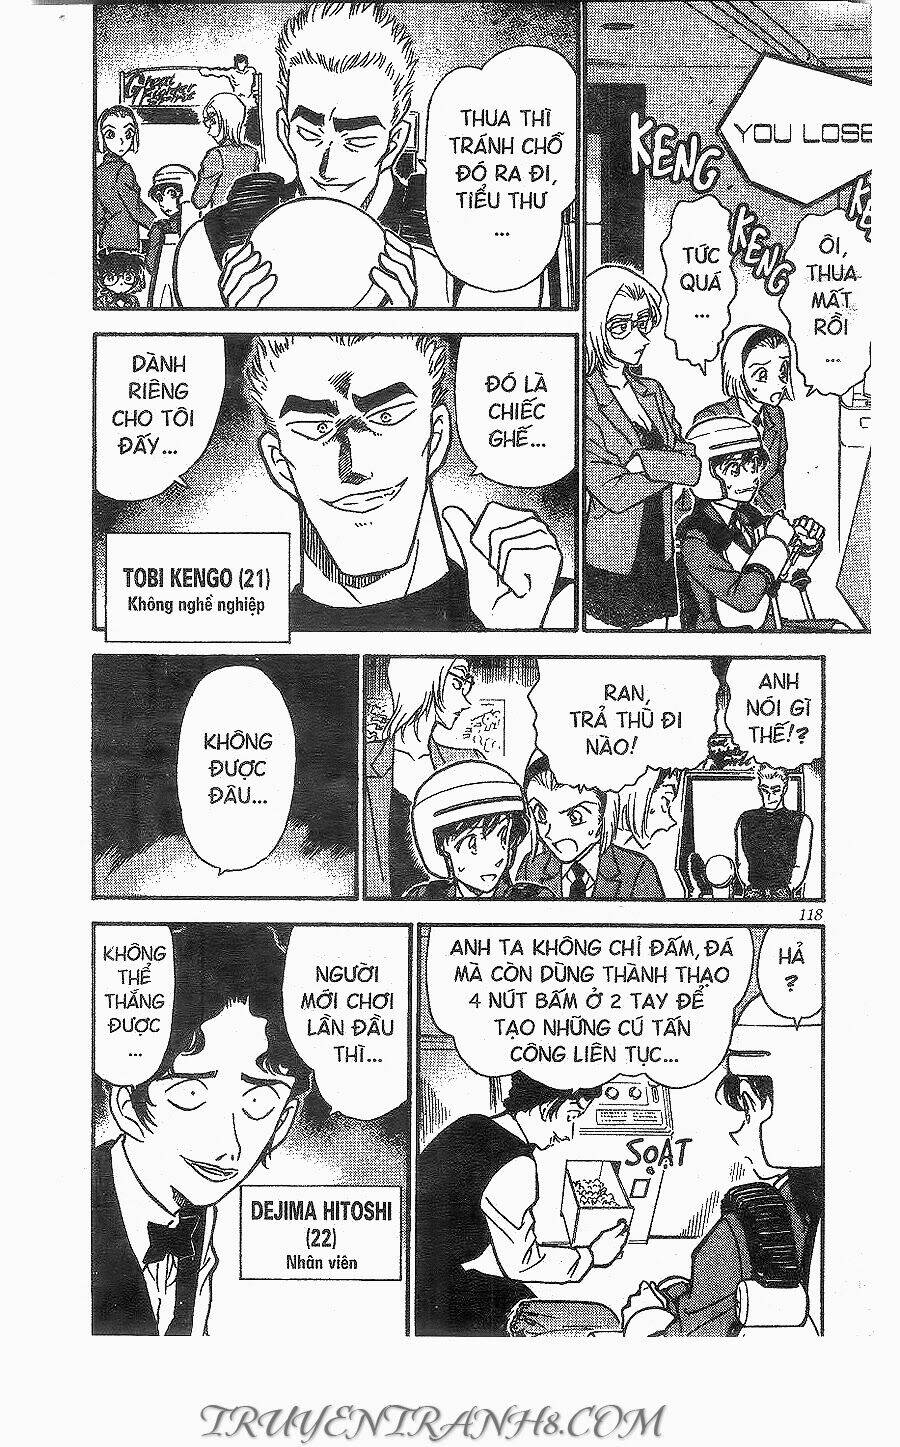 YOU LOSE
KENG
KENG
ÔI,
THUA
MẤT
RỒI
...
TỨC
QUÁ
...
Great
Fighter
Spirit
THUA THÌ
TRÁNH CHỖ
ĐÓ RA ĐI,
TIỂU THƯ
...
ĐÓ LÀ
CHIẾC
GHẾ...
DÀNH
RIÊNG
CHO TÔI
ĐẤY...
TOBI KENGO (21)
Không nghề nghiệp
ANH
NÓI GÌ
THẾ!?
RAN,
TRẢ THÙ ĐI
NÀO!
KHÔNG
ĐƯỢC
ĐÂU...
118
HẢ
?
ANH TA KHÔNG CHỈ ĐẤM, ĐÁ
MÀ CÒN DÙNG THÀNH THẠO
4 NÚT BẤM Ở 2 TAY ĐỂ
TẠO NHỮNG CÚ TẤN
CÔNG LIÊN TỤC...
SOẠT
NGƯỜI
MỚI CHƠI
LẦN ĐẦU
THÌ...
KHÔNG
THỂ
THẮNG
ĐƯỢC
...
DEJIMA HITOSHI
(22)
Nhân viên
TRUYENTRANH8.COM